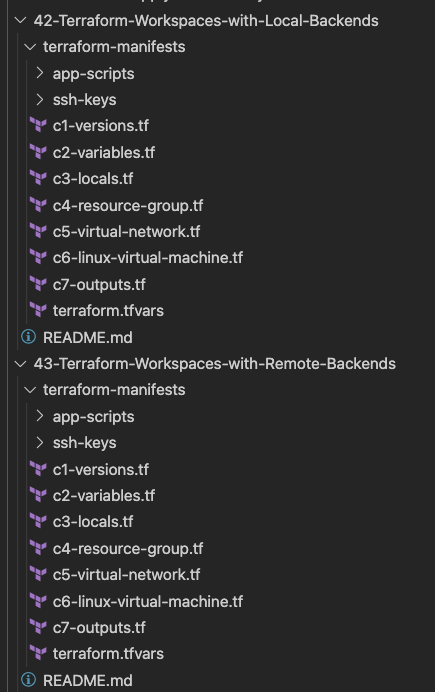 42-Terraform-Workspaces-with-Local-Backends
terraform-manifests
app-scripts
ssh-keys
c1-versions.tf
c2-variables.tf
c3-locals.tf
c4-resource-group.tf
c5-virtual-network.tf
c6-linux-virtual-machine.tf
c7-outputs.tf
terraform.tfvars
README.md
43-Terraform-Workspaces-with-Remote-Backends
terraform-manifests
app-scripts
ssh-keys
c1-versions.tf
c2-variables.tf
c3-locals.tf
c4-resource-group.tf
c5-virtual-network.tf
c6-linux-virtual-machine.tf
c7-outputs.tf
terraform.tfvars
README.md